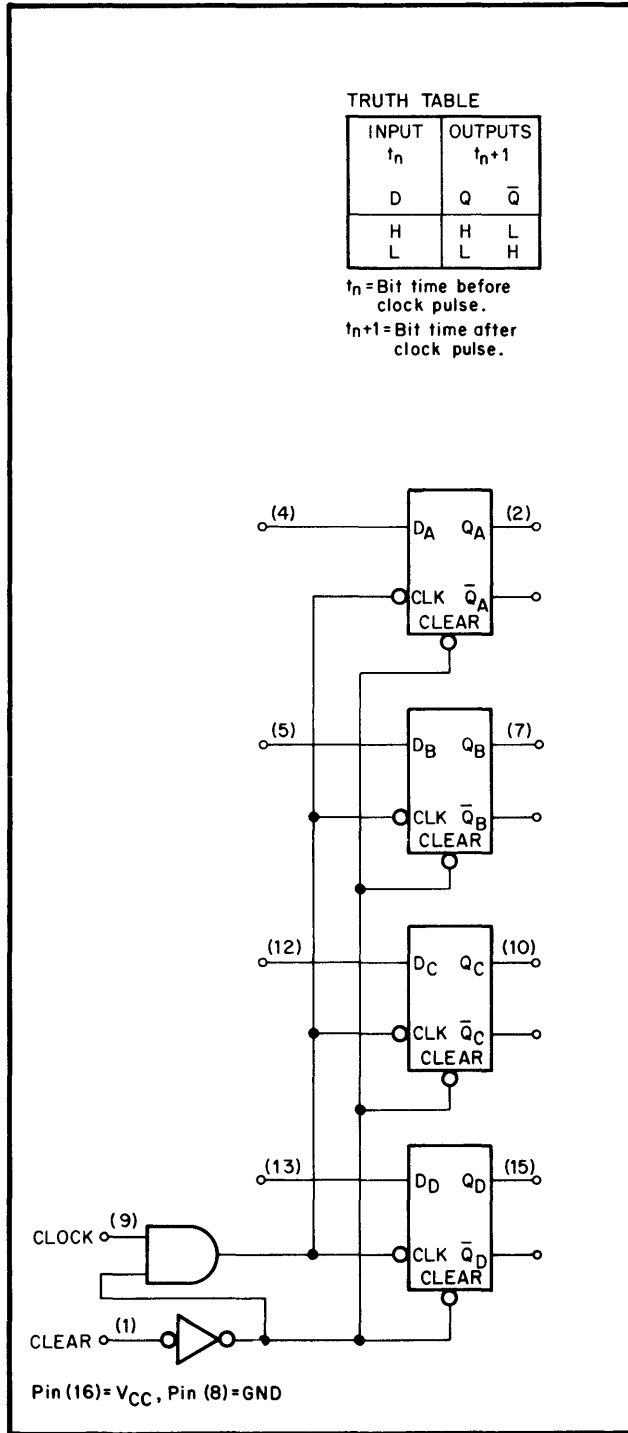 TRUTH TABLE
INPUT OUTPUTS
tn tn+1
D Q Q̅
H H L
L L H
tn=Bit time before
clock pulse.
tn+1=Bit time after
clock pulse.
(4) DA QA (2)
CLK Q̅A
CLEAR
(5) DB QB (7)
CLK Q̅B
CLEAR
(12) DC QC (10)
CLK Q̅C
CLEAR
(13) DD QD (15)
CLOCK (9)
CLK Q̅D
CLEAR
CLEAR (1)
Pin (16)=VCC, Pin (8)=GND